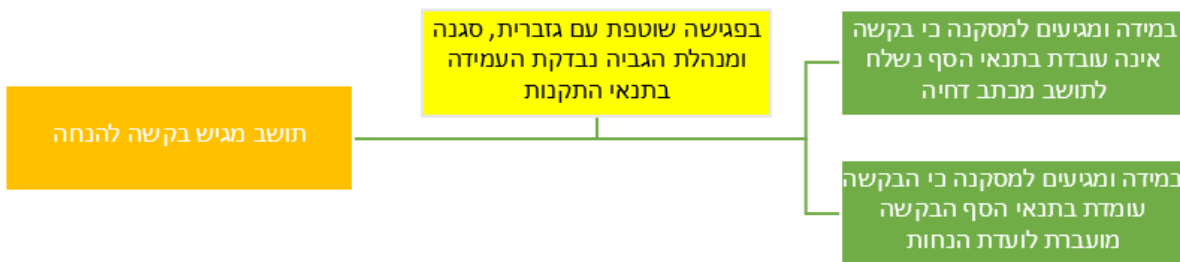 תושב מגיש בקשה להנחה
בפגישה שוטפת עם גזברית, סגנה
ומנהלת הגביה נבדקת העמידה
בתנאי התקנות
במידה ומגיעים למסקנה כי בקשה
אינה עובדת בתנאי הסף נשלח
לתושב מכתב דחיה
במידה ומגיעים למסקנה כי הבקשה
עומדת בתנאי הסף הבקשה
מועברת לועדת הנחות